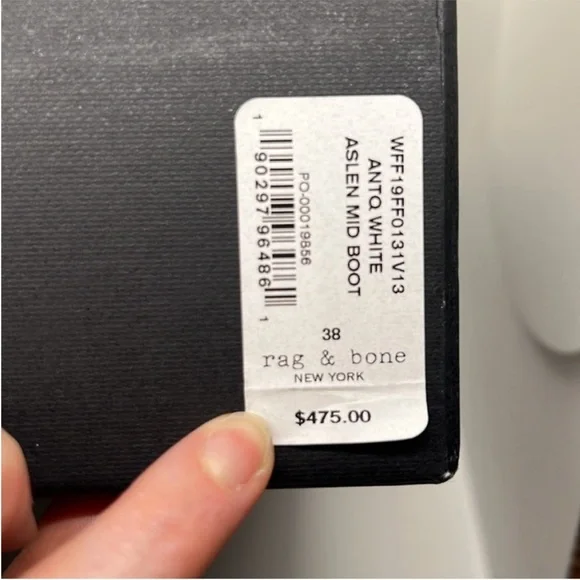 WFF19FF0131V13
ANTQ WHITE
ASLEN MID BOOT
PO-00019856
1 90297 96486 1
38
rag & bone
NEW YORK
$475.00